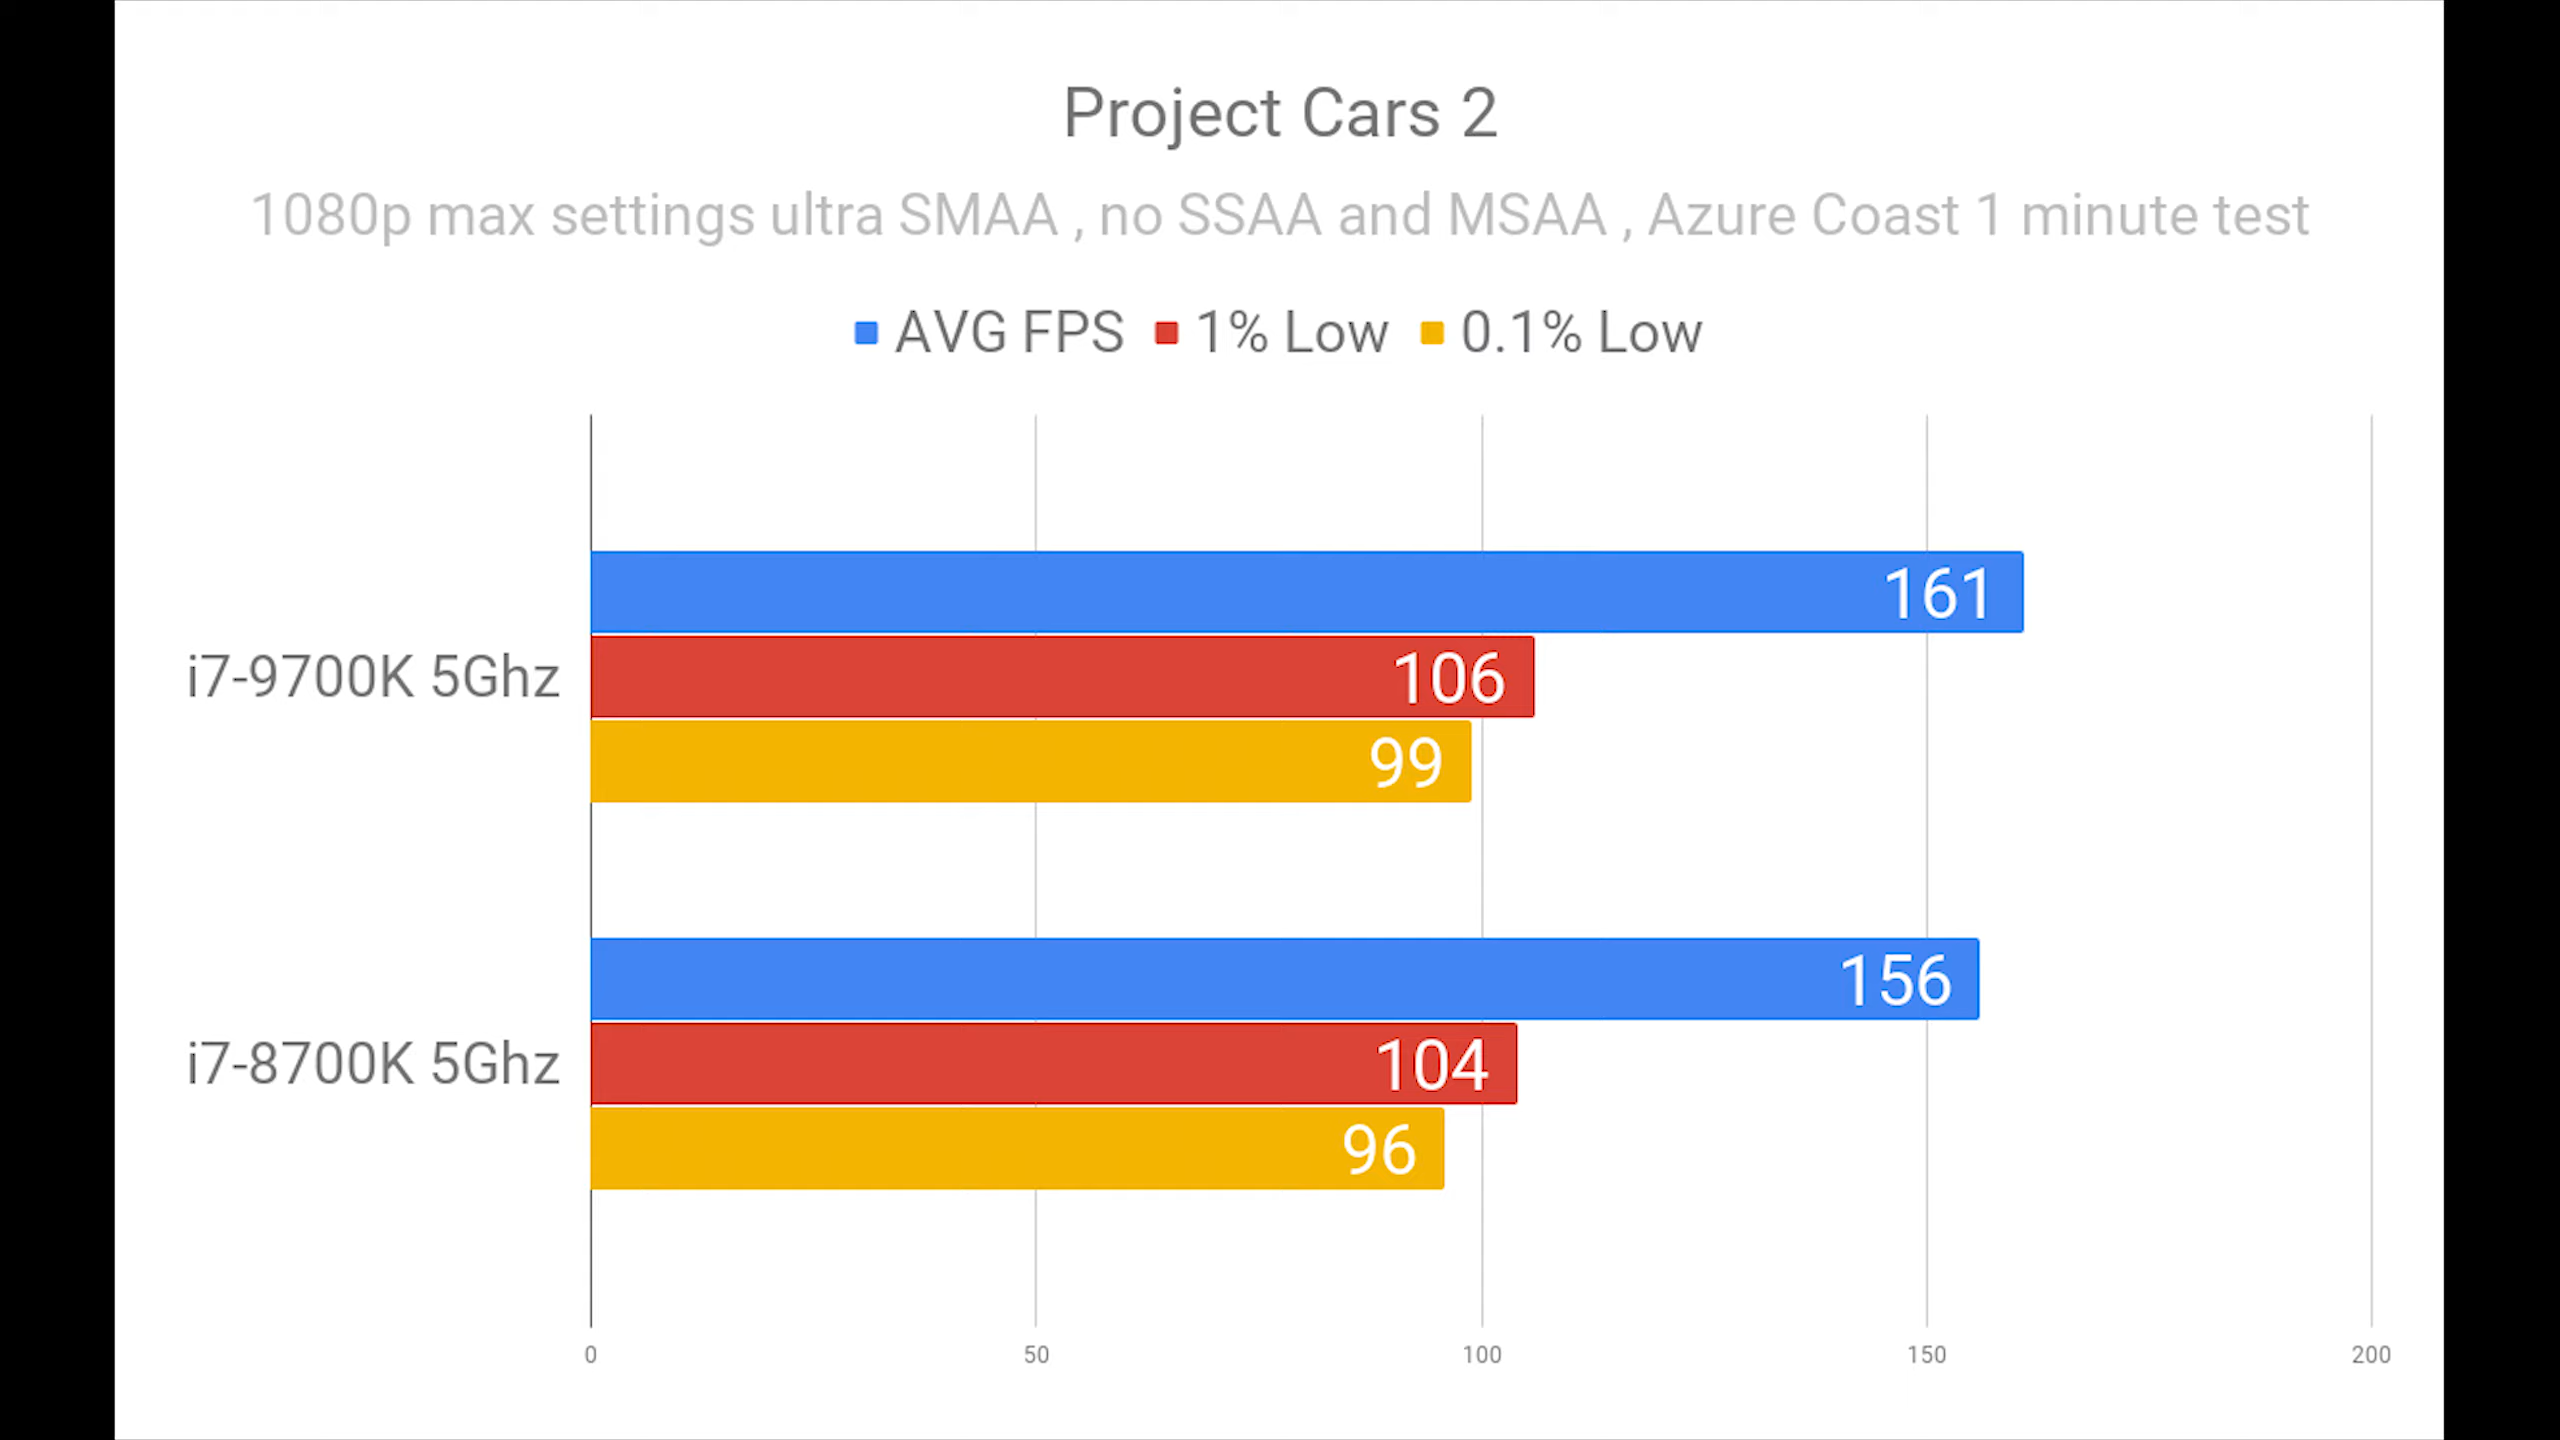 Project Cars 2
1080p max settings ultra SMAA , no SSAA and MSAA , Azure Coast 1 minute test
AVG FPS 1% Low 0.1% Low
161
i7-9700K 5Ghz 106
99
156
i7-8700K 5Ghz 104
96
0 50 100 150 200